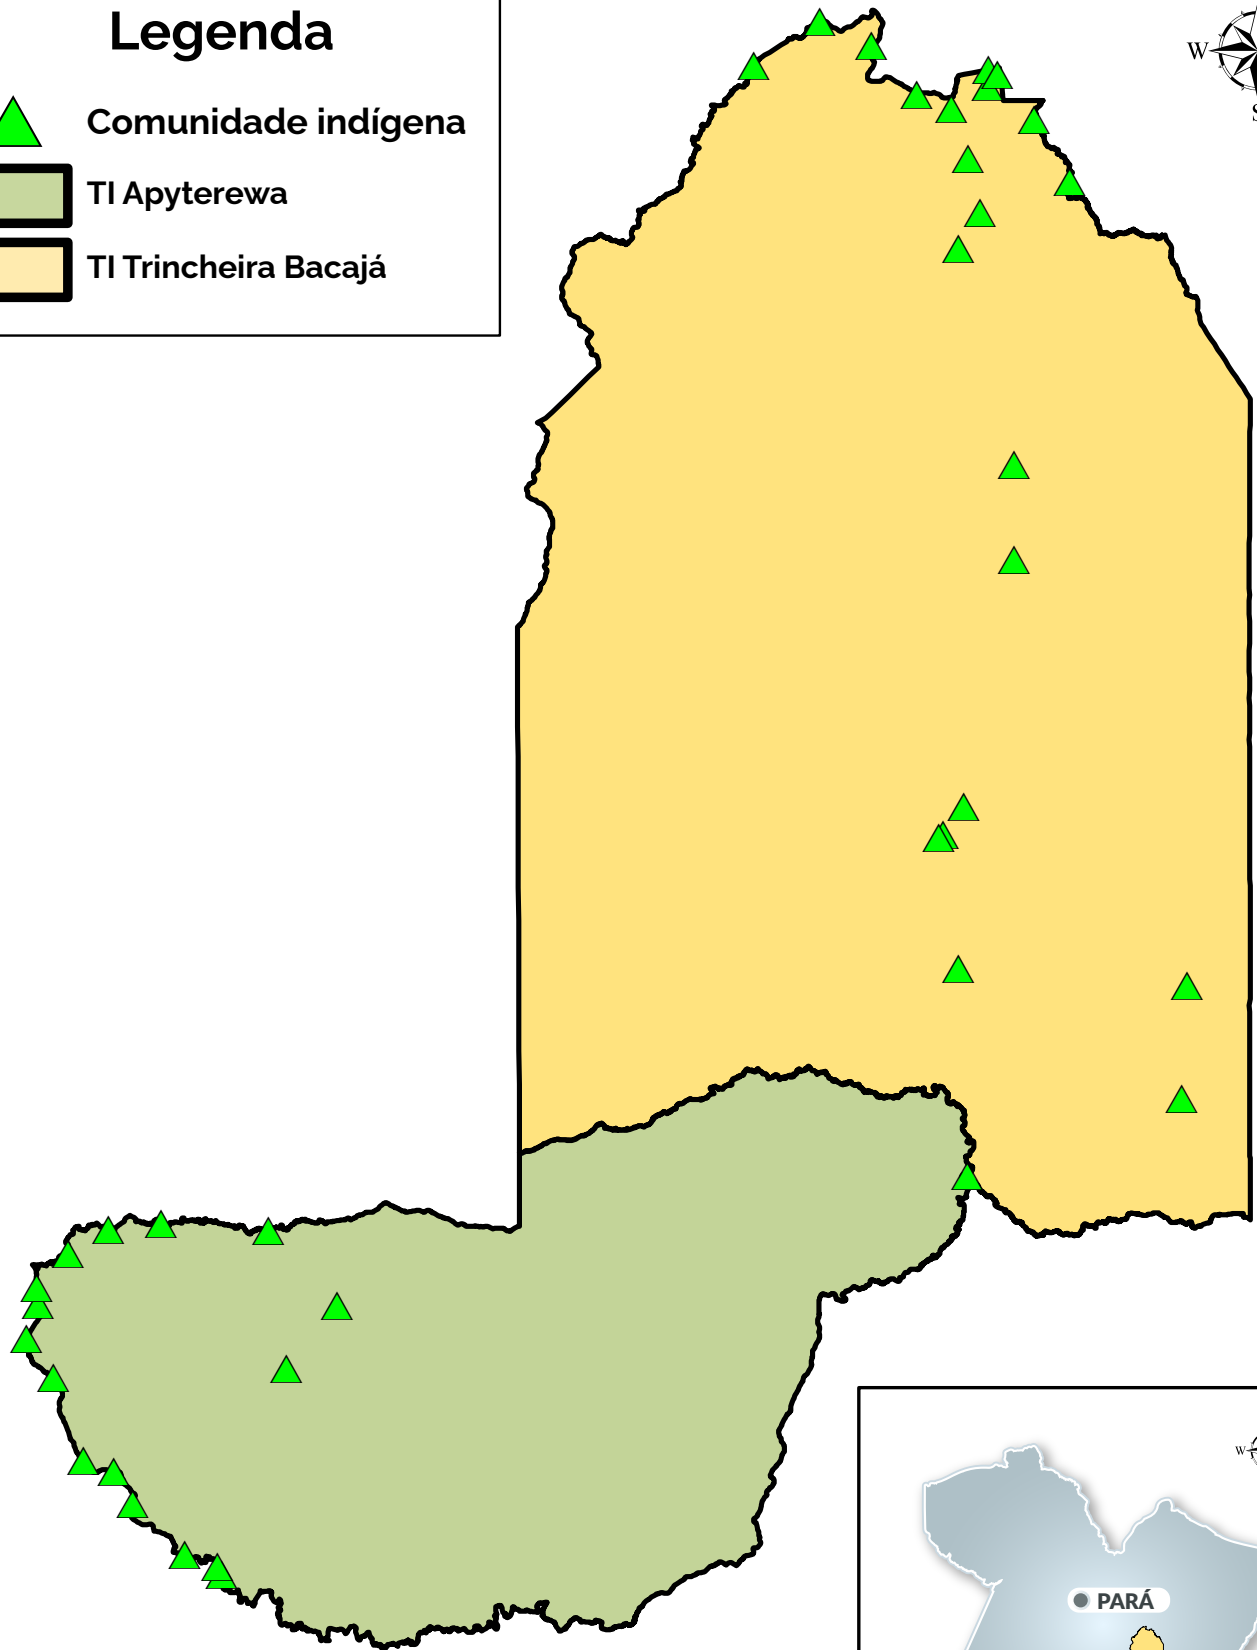 Legenda
Comunidade indígena
TI Apyterewa
TI Trincheira Bacajá
W
S
W
PARÁ